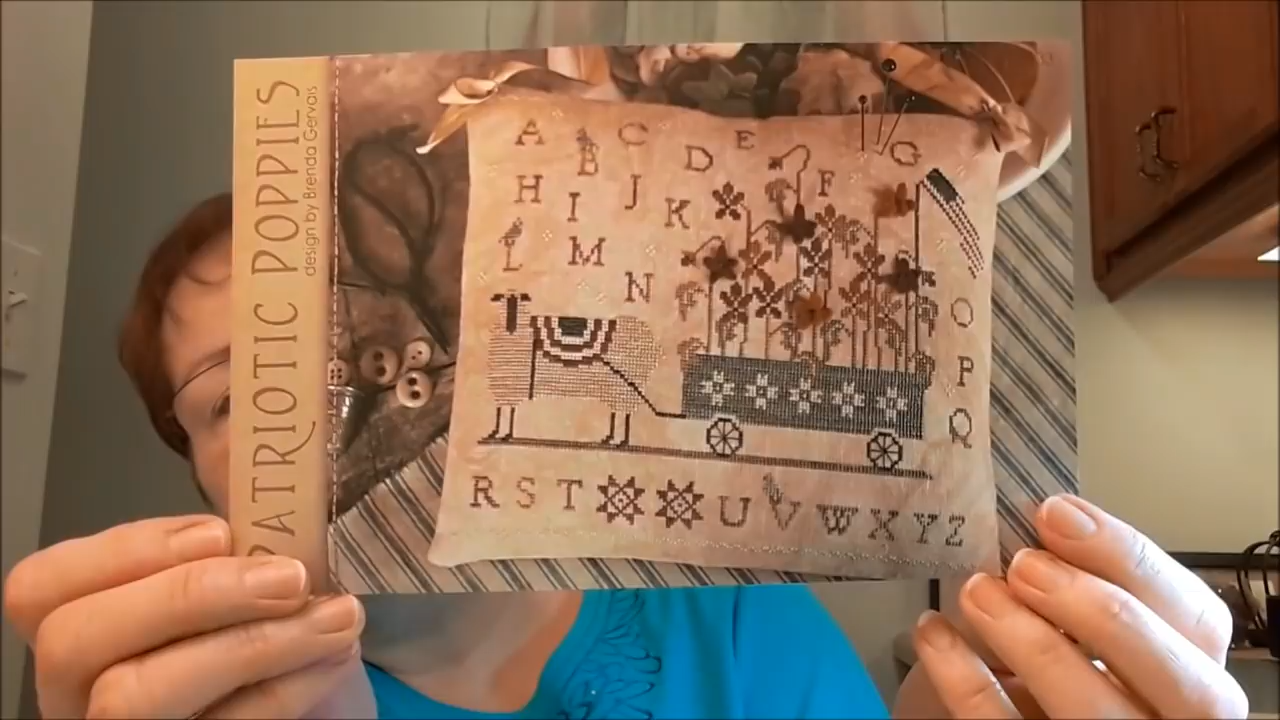 PATRIOTIC POPPIES
design by Brenda Gervais
A B C D E F G
H I J K
L M N
O
P
Q
R S T U V W X Y Z